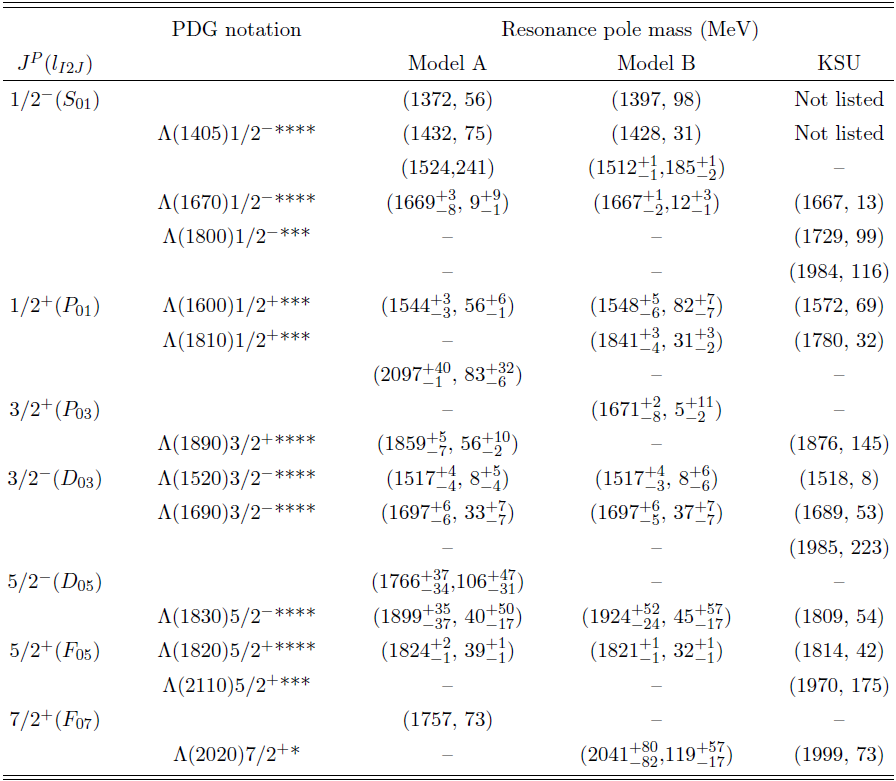 PDG notation Resonance pole mass (MeV)
J^P(l_{I2J}) Model A Model B KSU
1/2^−(S_{01}) (1372, 56) (1397, 98) Not listed
Λ(1405)1/2^−**** (1432, 75) (1428, 31) Not listed
(1524,241) (1512^{+1}_{−1},185^{+1}_{−2}) –
Λ(1670)1/2^−**** (1669^{+3}_{−8}, 9^{+9}_{−1}) (1667^{+1}_{−2},12^{+3}_{−1}) (1667, 13)
Λ(1800)1/2^−*** – – (1729, 99)
– – (1984, 116)
1/2^+(P_{01}) Λ(1600)1/2^+*** (1544^{+3}_{−3}, 56^{+6}_{−1}) (1548^{+5}_{−6}, 82^{+7}_{−7}) (1572, 69)
Λ(1810)1/2^+*** – (1841^{+3}_{−4}, 31^{+3}_{−2}) (1780, 32)
(2097^{+40}_{−1}, 83^{+32}_{−6}) – –
3/2^+(P_{03}) – (1671^{+2}_{−8}, 5^{+11}_{−2}) –
Λ(1890)3/2^+**** (1859^{+5}_{−7}, 56^{+10}_{−2}) – (1876, 145)
3/2^−(D_{03}) Λ(1520)3/2^−**** (1517^{+4}_{−4}, 8^{+5}_{−4}) (1517^{+4}_{−3}, 8^{+6}_{−6}) (1518, 8)
Λ(1690)3/2^−**** (1697^{+6}_{−6}, 33^{+7}_{−7}) (1697^{+6}_{−5}, 37^{+7}_{−7}) (1689, 53)
– – (1985, 223)
5/2^−(D_{05}) (1766^{+37}_{−34},106^{+47}_{−31}) – –
Λ(1830)5/2^−**** (1899^{+35}_{−37}, 40^{+50}_{−17}) (1924^{+52}_{−24}, 45^{+57}_{−17}) (1809, 54)
5/2^+(F_{05}) Λ(1820)5/2^+**** (1824^{+2}_{−1}, 39^{+1}_{−1}) (1821^{+1}_{−1}, 32^{+1}_{−1}) (1814, 42)
Λ(2110)5/2^+*** – – (1970, 175)
7/2^+(F_{07}) (1757, 73) – –
Λ(2020)7/2^+* – (2041^{+80}_{−82},119^{+57}_{−17}) (1999, 73)